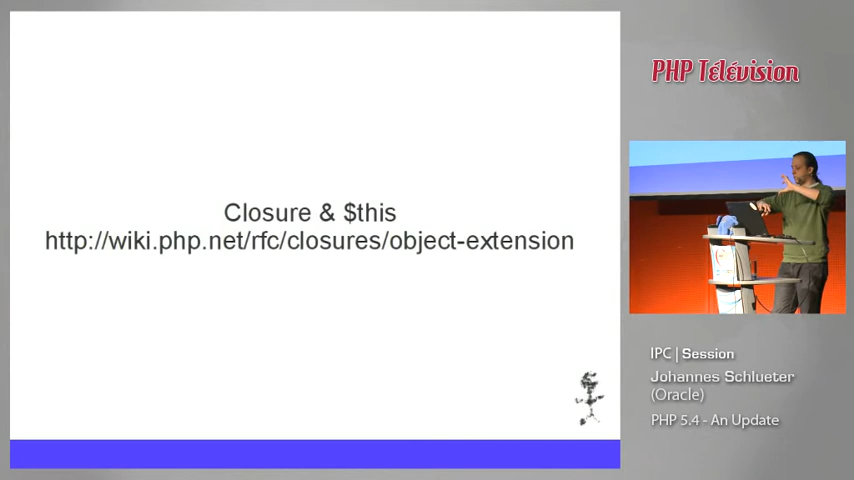 Closure & $this
http://wiki.php.net/rfc/closures/object-extension
PHP Télévision
IPC | Session
Johannes Schlueter
(Oracle)
PHP 5.4 - An Update